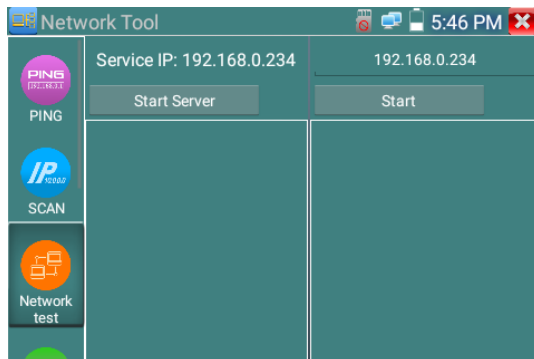 Network Tool
5:46 PM
PING
PING
Service IP: 192.168.0.234
192.168.0.234
Start Server
Start
IP
SCAN
Network
test